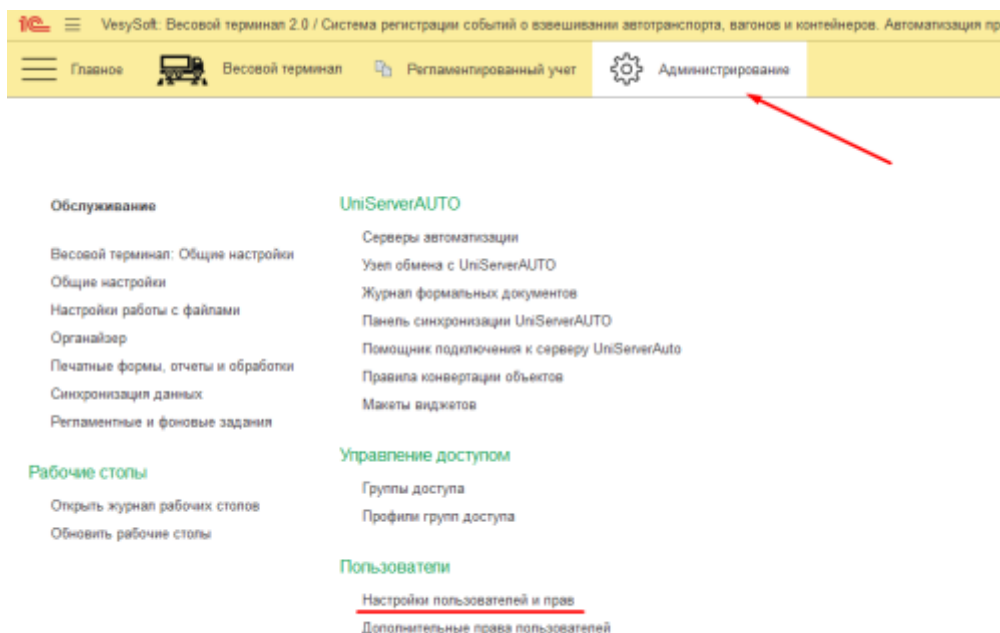 1С VesySoft: Весовой терминал 2.0 / Система регистрации событий о взвешивании автотранспорта, вагонов и контейнеров. Автоматизация пр
Главное Весовой терминал Регламентированный учет Администрирование
Обслуживание
Весовой терминал: Общие настройки
Общие настройки
Настройки работы с файлами
Органайзер
Печатные формы, отчеты и обработки
Синхронизация данных
Регламентные и фоновые задания
Рабочие столы
Открыть журнал рабочих столов
Обновить рабочие столы
UniServerAUTO
Серверы автоматизации
Узел обмена с UniServerAUTO
Журнал формальных документов
Панель синхронизации UniServerAUTO
Помощник подключения к серверу UniServerAuto
Правила конвертации объектов
Макеты виджетов
Управление доступом
Группы доступа
Профили групп доступа
Пользователи
Настройки пользователей и прав
Дополнительные права пользователей